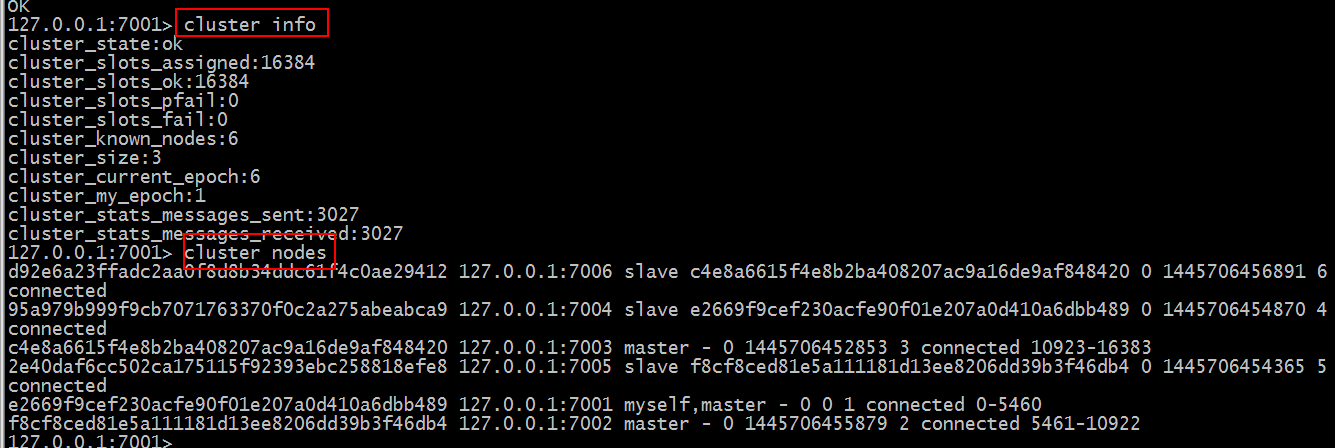 OK
127.0.0.1:7001> cluster info
cluster_state:ok
cluster_slots_assigned:16384
cluster_slots_ok:16384
cluster_slots_pfail:0
cluster_slots_fail:0
cluster_known_nodes:6
cluster_size:3
cluster_current_epoch:6
cluster_my_epoch:1
cluster_stats_messages_sent:3027
cluster_stats_messages_received:3027
127.0.0.1:7001> cluster nodes
d92e6a23ffadc2aa0f8d8b34ddc61f4c0ae29412 127.0.0.1:7006 slave c4e8a6615f4e8b2ba408207ac9a16de9af848420 0 1445706456891 6
connected
95a979b999f9cb7071763370f0c2a275abeabca9 127.0.0.1:7004 slave e2669f9cef230acfe90f01e207a0d410a6dbb489 0 1445706454870 4
connected
c4e8a6615f4e8b2ba408207ac9a16de9af848420 127.0.0.1:7003 master - 0 1445706452853 3 connected 10923-16383
2e40daf6cc502ca175115f92393ebc258818efe8 127.0.0.1:7005 slave f8cf8ced81e5a111181d13ee8206dd39b3f46db4 0 1445706454365 5
connected
e2669f9cef230acfe90f01e207a0d410a6dbb489 127.0.0.1:7001 myself,master - 0 0 1 connected 0-5460
f8cf8ced81e5a111181d13ee8206dd39b3f46db4 127.0.0.1:7002 master - 0 1445706455879 2 connected 5461-10922
127.0.0.1:7001>